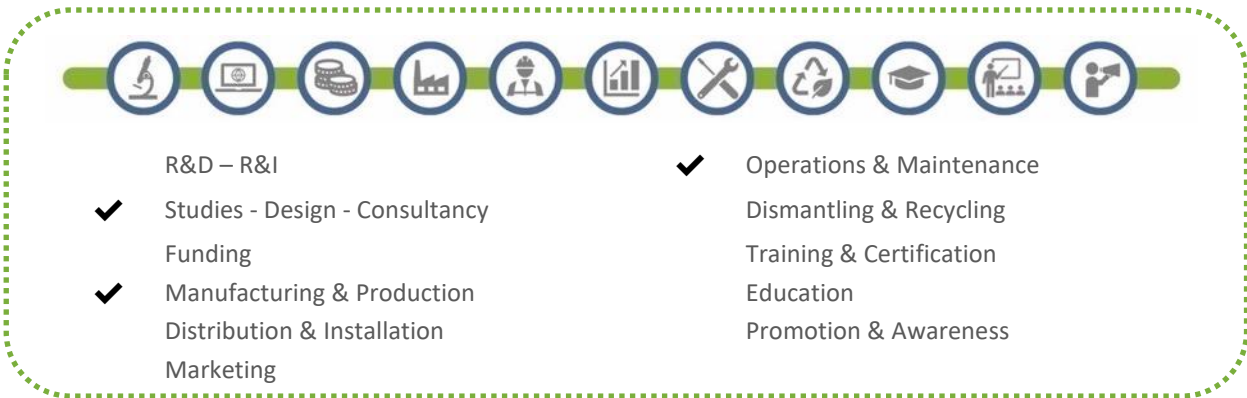 R&D – R&I
✔ Studies - Design - Consultancy
Funding
✔ Manufacturing & Production
Distribution & Installation
Marketing
✔ Operations & Maintenance
Dismantling & Recycling
Training & Certification
Education
Promotion & Awareness